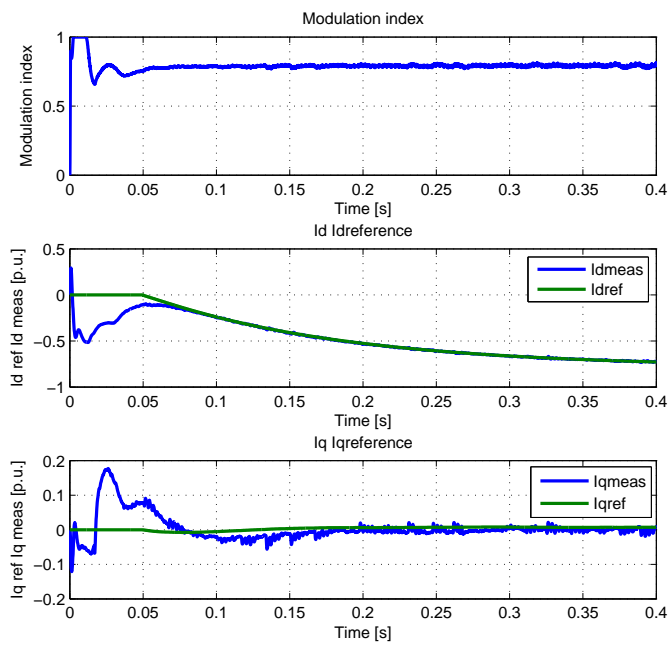 Modulation index
Modulation index
1
0.5
0
0 0.05 0.1 0.15 0.2 0.25 0.3 0.35 0.4
Time [s]
Id Idreference
Id ref Id meas [p.u.]
0.5
0
−0.5
−1
Idmeas
Idref
0 0.05 0.1 0.15 0.2 0.25 0.3 0.35 0.4
Time [s]
Iq Iqreference
Iq ref Iq meas [p.u.]
0.2
0.1
0
−0.1
−0.2
Iqmeas
Iqref
0 0.05 0.1 0.15 0.2 0.25 0.3 0.35 0.4
Time [s]